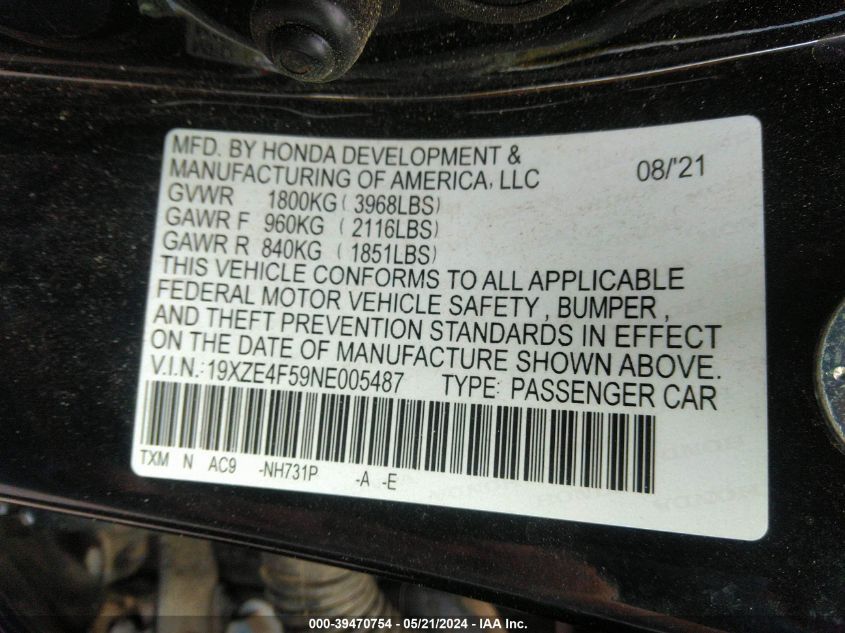 MFD. BY HONDA DEVELOPMENT &
MANUFACTURING OF AMERICA, LLC 08/'21
GVWR 1800KG ( 3968LBS)
GAWR F 960KG ( 2116LBS)
GAWR R 840KG ( 1851LBS)
THIS VEHICLE CONFORMS TO ALL APPLICABLE
FEDERAL MOTOR VEHICLE SAFETY , BUMPER ,
AND THEFT PREVENTION STANDARDS IN EFFECT
ON THE DATE OF MANUFACTURE SHOWN ABOVE.
V.I.N.: 19XZE4F59NE005487 TYPE: PASSENGER CAR
TXM N AC9 -NH731P -A -E
000-39470754 - 05/21/2024 - IAA Inc.